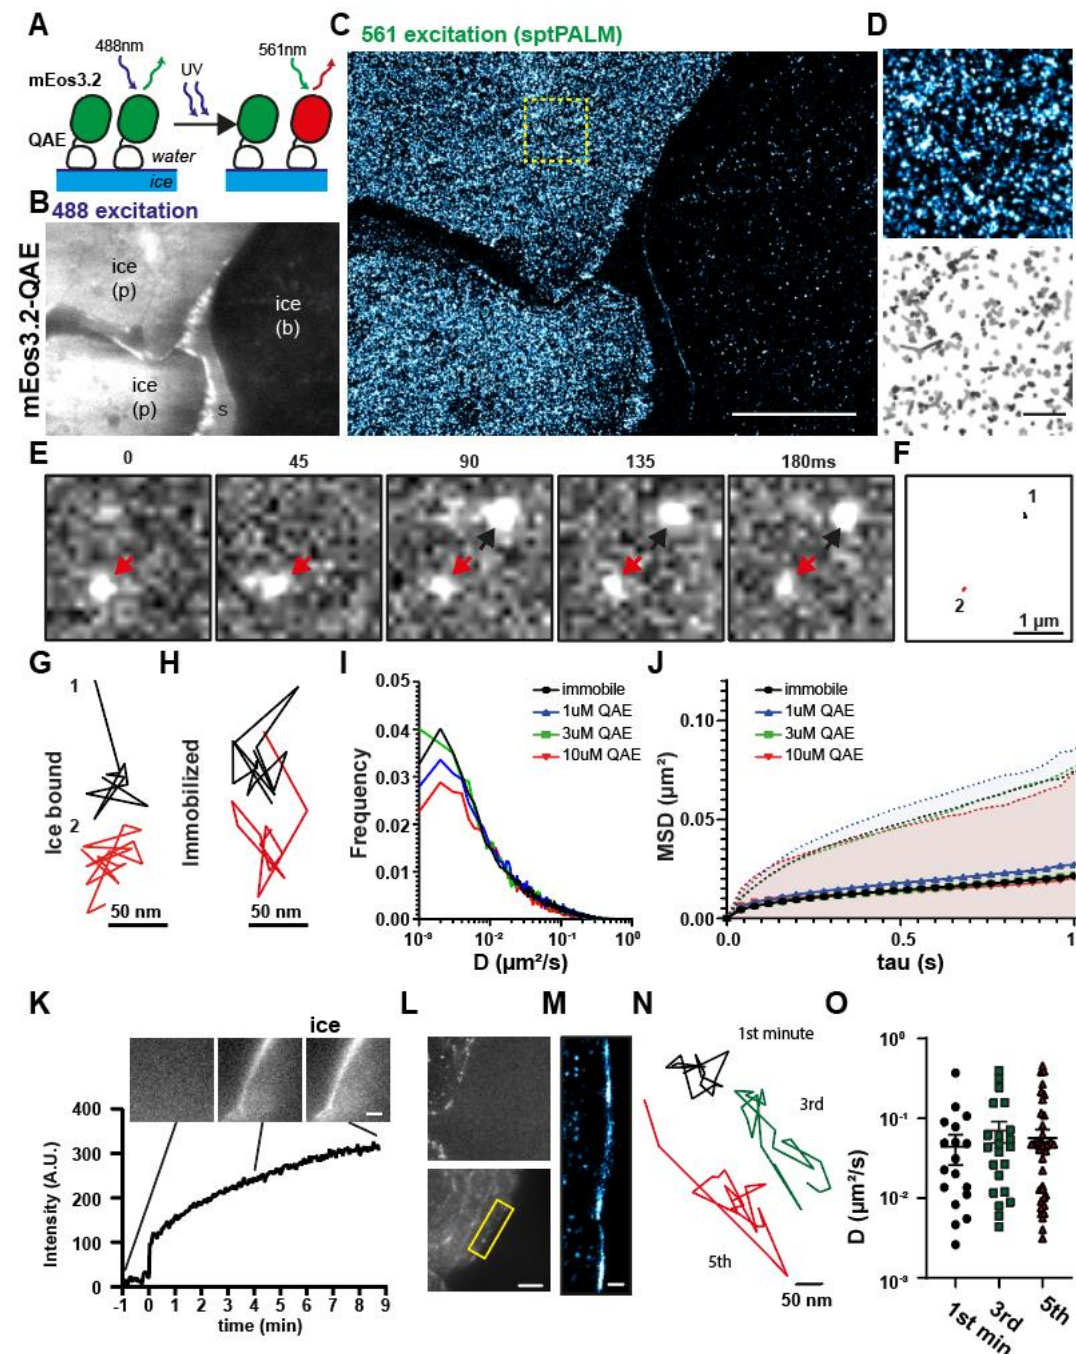 A
488nm
561nm
mEos3.2
UV
QAE
water
ice
B
488 excitation
mEos3.2-QAE
ice
(p)
ice
(b)
ice
(p)
s
C
561 excitation (sptPALM)
D
E
0
45
90
135
180ms
F
1
2
1 µm
G
Ice bound
1
2
50 nm
H
Immobilized
50 nm
I
Frequency
0.05
0.04
0.03
0.02
0.01
0.00
10⁻³
10⁻²
10⁻¹
10⁰
D (µm²/s)
immobile
1uM QAE
3uM QAE
10uM QAE
J
MSD (µm²)
0.10
0.05
0.00
0.0
0.5
1
tau (s)
immobile
1uM QAE
3uM QAE
10uM QAE
K
ice
Intensity (A.U.)
400
300
200
100
0
-1 0 1 2 3 4 5 6 7 8 9
time (min)
L
M
N
1st minute
3rd
5th
50 nm
O
D (µm²/s)
10⁰
10⁻¹
10⁻²
10⁻³
1st min
3rd
5th